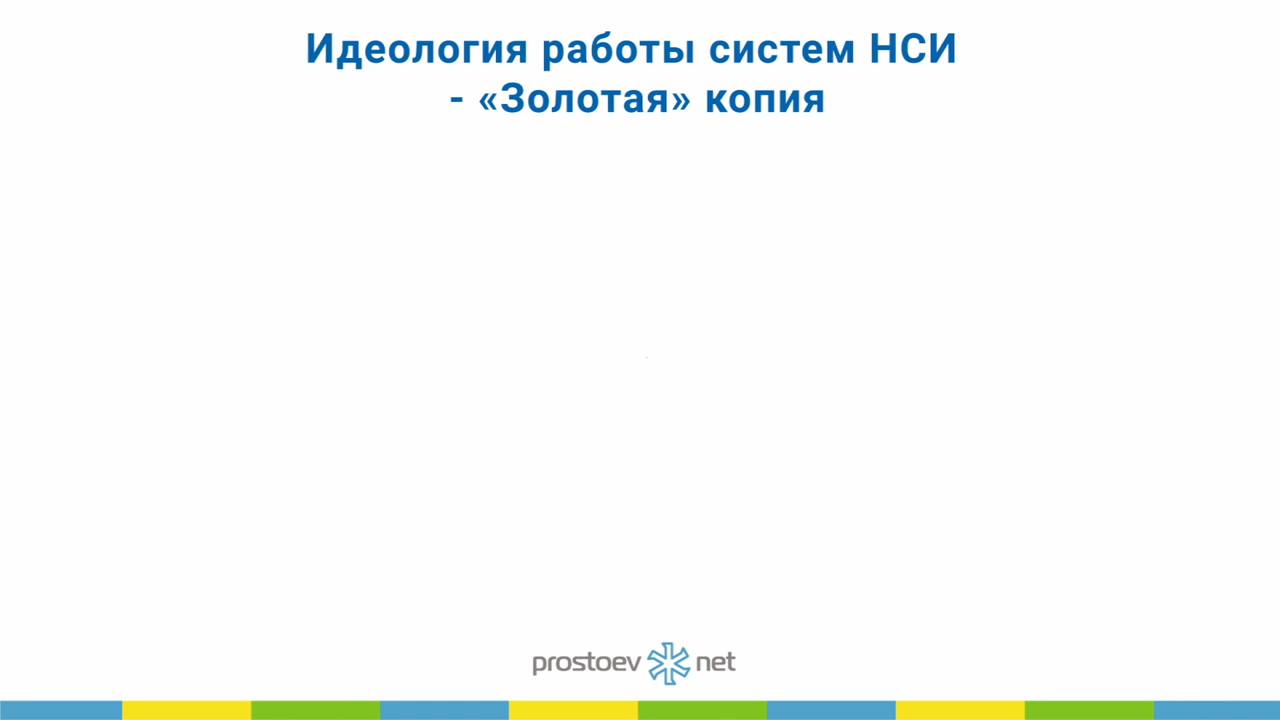 Идеология работы систем НСИ
- «Золотая» копия
prostoev net